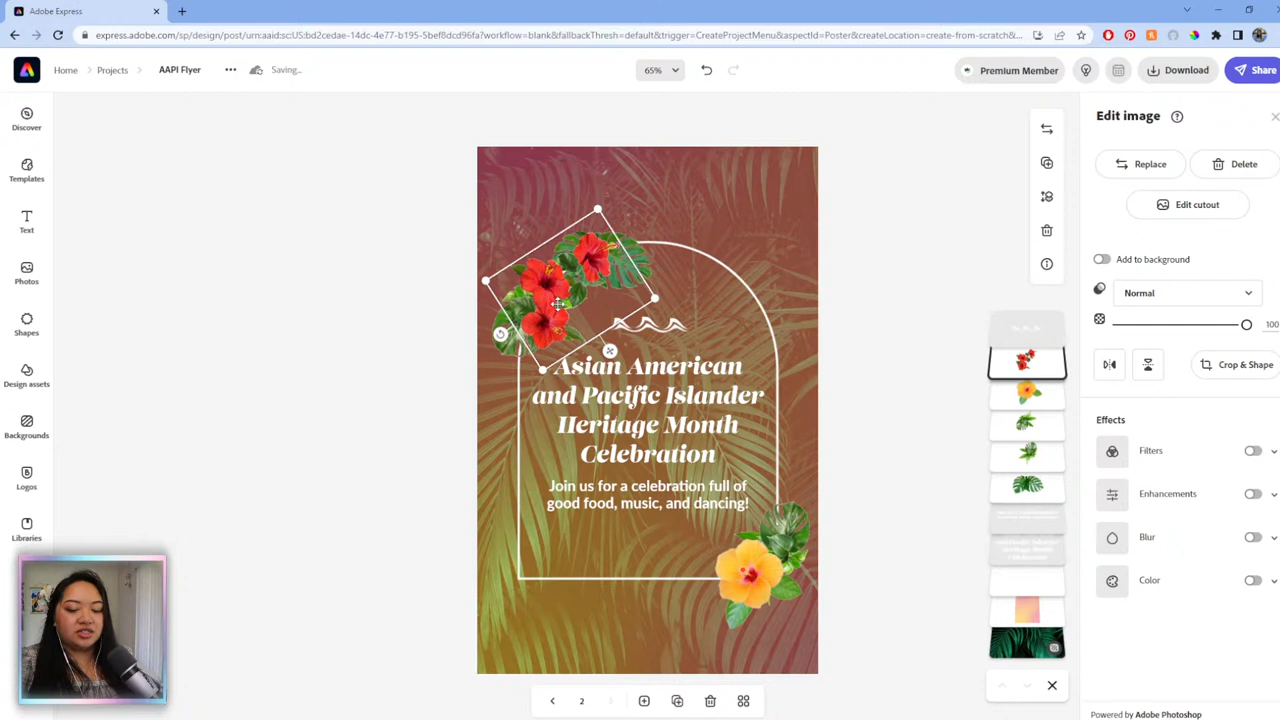 Adobe Express
express.adobe.com/sp/design/post/urn:aaid:sc:US:bd2cedae-14dc-4e77-b195-5bef8dcd96fa?workflow=blank&fallbackThresh=default&trigger=CreateProjectMenu&aspectId=Poster&createLocation=create-from-scratch&...
Home
Projects
AAPI Flyer
Saving...
65%
Premium Member
Download
Share
Discover
Templates
Text
Photos
Shapes
Design assets
Backgrounds
Logos
Libraries
Asian American
and Pacific Islander
Heritage Month
Celebration
Join us for a celebration full of
good food, music, and dancing!
2
Edit image
Replace
Delete
Edit cutout
Add to background
Normal
100
Crop & Shape
Effects
Filters
Enhancements
Blur
Color
Powered by Adobe Photoshop